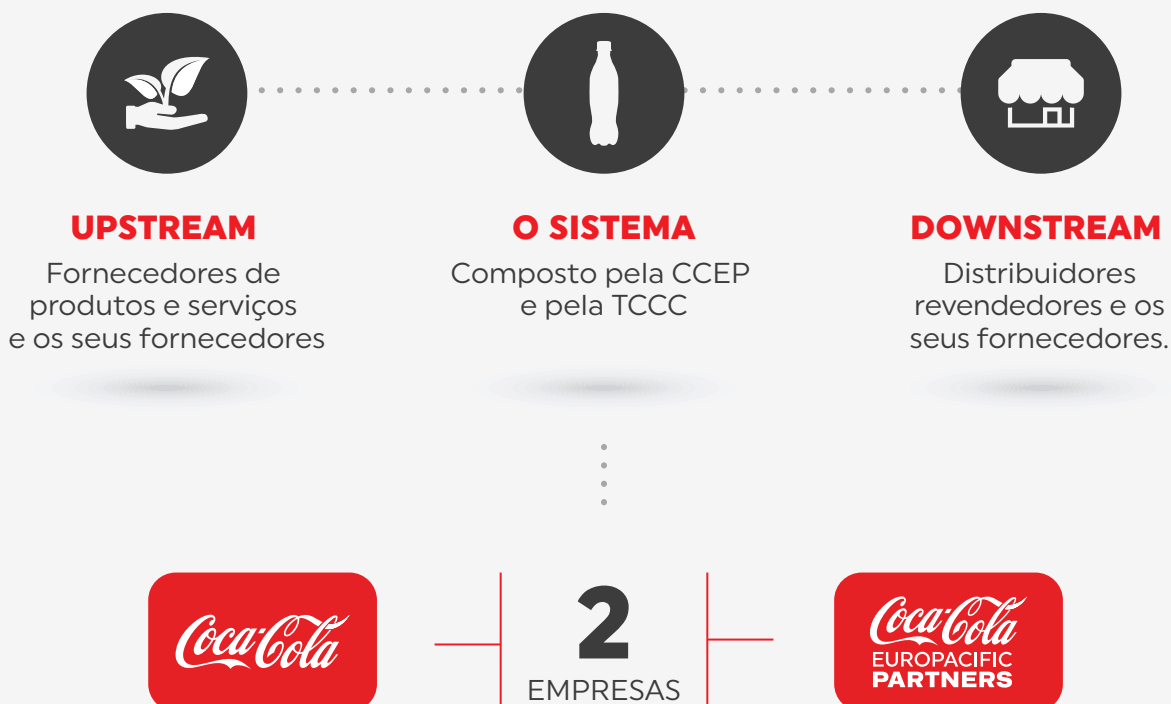 UPSTREAM
Fornecedores de
produtos e serviços
e os seus fornecedores
O SISTEMA
Composto pela CCEP
e pela TCCC
DOWNSTREAM
Distribuidores
revendedores e os
seus fornecedores.
Coca-Cola
2
EMPRESAS
Coca-Cola
EUROPACIFIC
PARTNERS